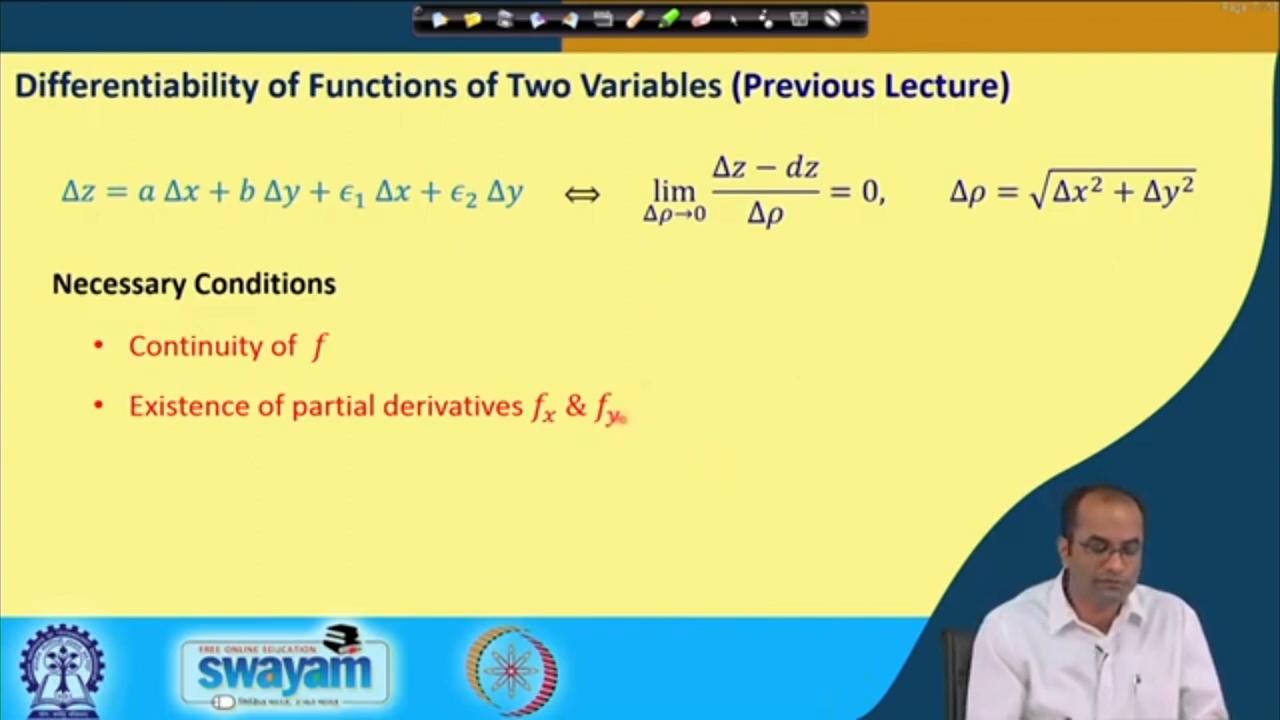 Differentiability of Functions of Two Variables (Previous Lecture)
Δz = a Δx + b Δy + ϵ₁ Δx + ϵ₂ Δy ⟺ lim Δρ→0 (Δz − dz)/Δρ = 0, Δρ = √(Δx² + Δy²)
Necessary Conditions
• Continuity of f
• Existence of partial derivatives fₓ & f_y
FREE ONLINE EDUCATION
swayam